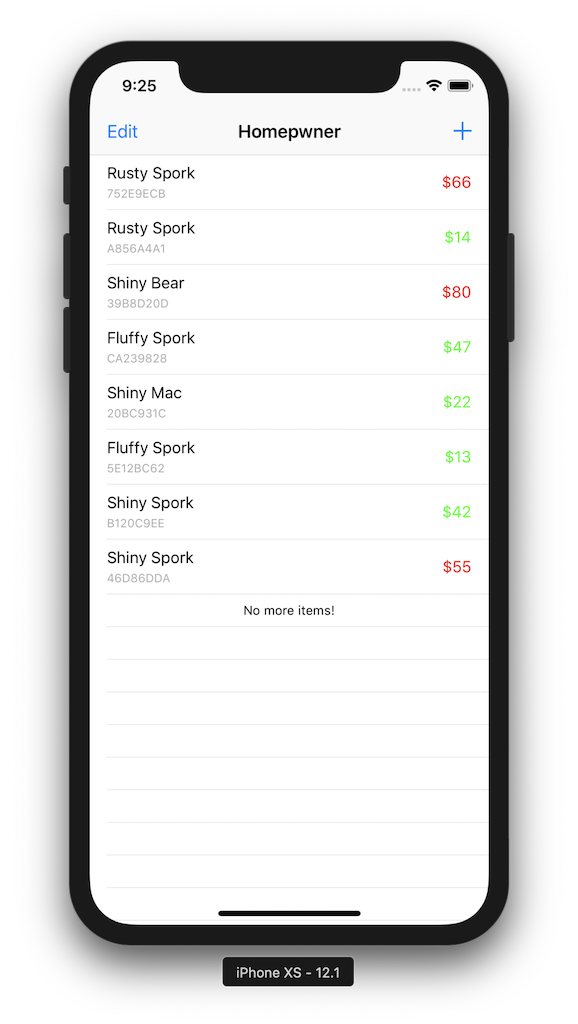 9:25
Edit Homepwner +
Rusty Spork $66
752E9ECB
Rusty Spork $14
A856A4A1
Shiny Bear $80
39B8D20D
Fluffy Spork $47
CA239828
Shiny Mac $22
20BC931C
Fluffy Spork $13
5E12BC62
Shiny Spork $42
B120C9EE
Shiny Spork $55
46D86DDA
No more items!
iPhone XS - 12.1